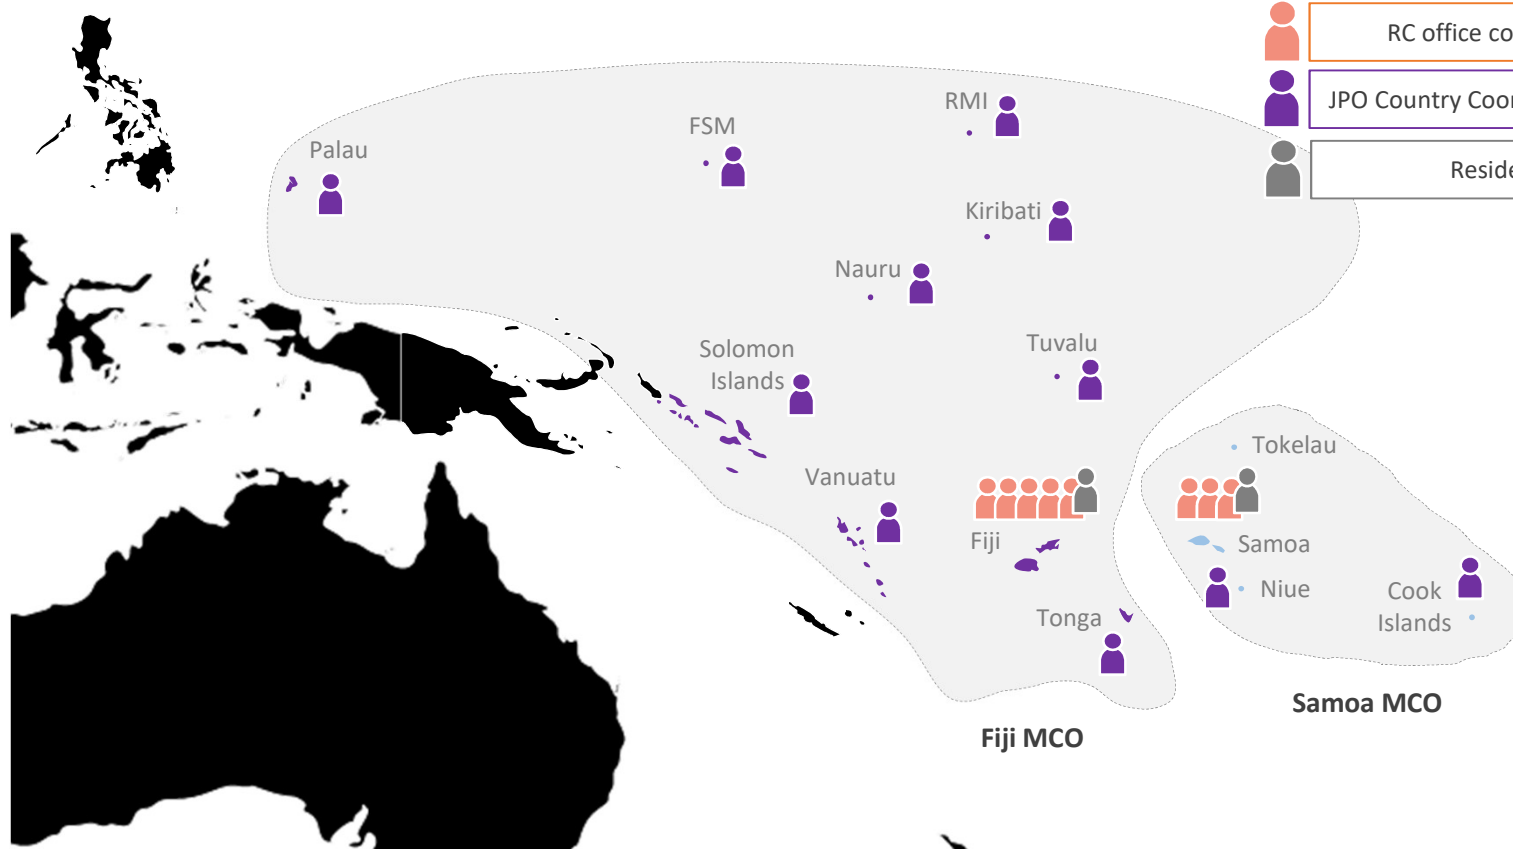 RC office co
JPO Country Coor
Reside
RMI
FSM
Palau
Kiribati
Nauru
Tuvalu
Solomon
Islands
Tokelau
Vanuatu
Fiji
Samoa
Niue
Cook
Islands
Tonga
Samoa MCO
Fiji MCO